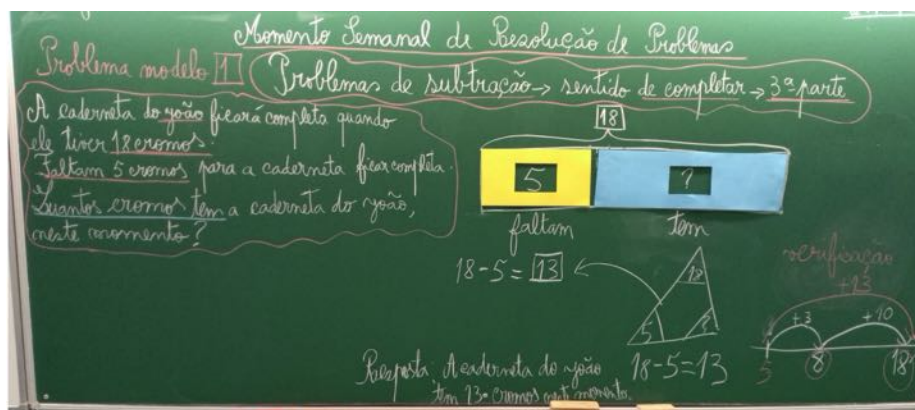 Momento Semanal de Resolução de Problemas
Problema modelo 1
Problemas de subtração → sentido de completar → 3ª parte
A caderneta do João ficará completa quando
ele tiver 18 cromos.
Faltam 5 cromos para a caderneta ficar completa.
Quantos cromos tem a caderneta do João,
neste momento?
18
5 ?
faltam tem
18-5=13
18
5 ?
18-5=13
verificação
+13
+3 +10
5 8 18
Resposta: A caderneta do João
tem 13 cromos neste momento.